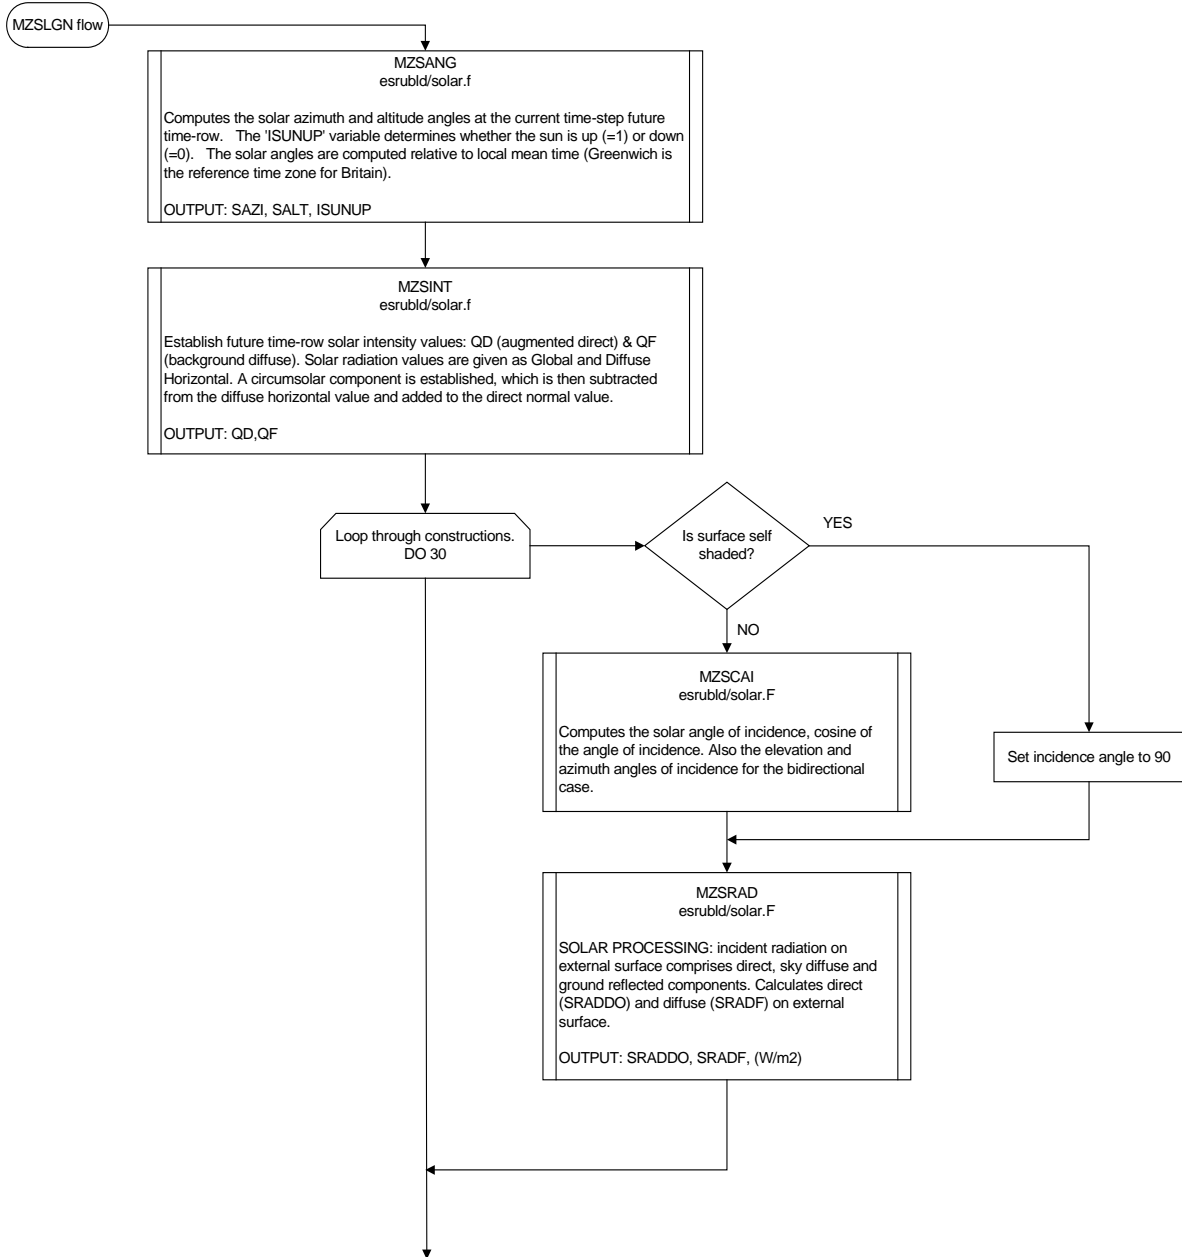 MZSLGN flow
MZSANG
esrubld/solar.f
Computes the solar azimuth and altitude angles at the current time-step future
time-row.   The 'ISUNUP' variable determines whether the sun is up (=1) or down
(=0).   The solar angles are computed relative to local mean time (Greenwich is
the reference time zone for Britain).
OUTPUT: SAZI, SALT, ISUNUP
MZSINT
esrubld/solar.f
Establish future time-row solar intensity values: QD (augmented direct) & QF
(background diffuse). Solar radiation values are given as Global and Diffuse
Horizontal. A circumsolar component is established, which is then subtracted
from the diffuse horizontal value and added to the direct normal value.
OUTPUT: QD,QF
Loop through constructions.
DO 30
Is surface self
shaded?
YES
NO
MZSCAI
esrubld/solar.F
Computes the solar angle of incidence, cosine of
the angle of incidence. Also the elevation and
azimuth angles of incidence for the bidirectional
case.
Set incidence angle to 90
MZSRAD
esrubld/solar.F
SOLAR PROCESSING: incident radiation on
external surface comprises direct, sky diffuse and
ground reflected components. Calculates direct
(SRADDO) and diffuse (SRADF) on external
surface.
OUTPUT: SRADDO, SRADF, (W/m2)